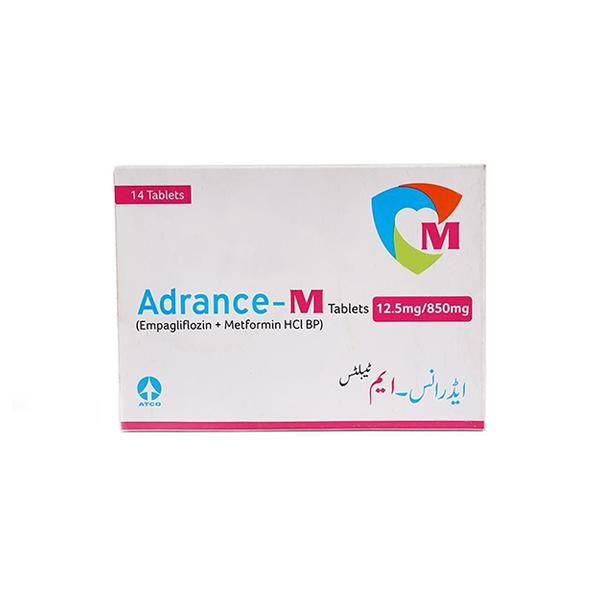 14 Tablets
M
Adrance-M Tablets 12.5mg/850mg
(Empagliflozin + Metformin HCl BP)
ایڈرانس۔ ایم ٹیبلٹس
ATCO